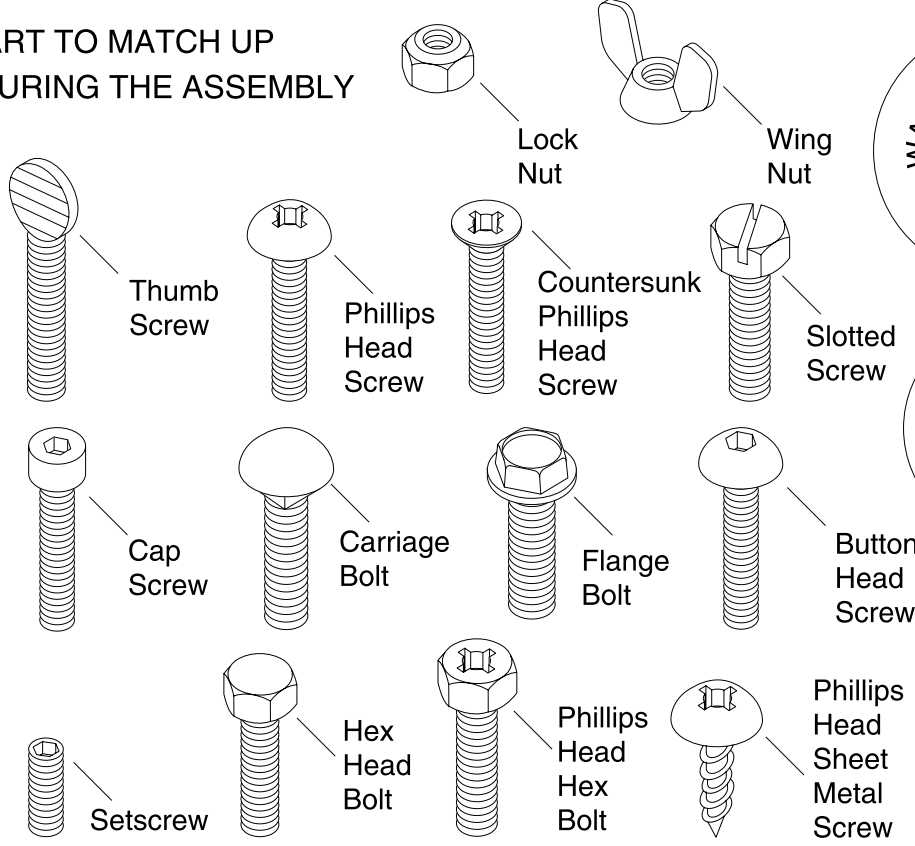 ART TO MATCH UP
URING THE ASSEMBLY
Lock
Nut
Wing
Nut
Thumb
Screw
Phillips
Head
Screw
Countersunk
Phillips
Head
Screw
Slotted
Screw
Cap
Screw
Carriage
Bolt
Flange
Bolt
Button
Head
Screw
Setscrew
Hex
Head
Bolt
Phillips
Head
Hex
Bolt
Phillips
Head
Sheet
Metal
Screw